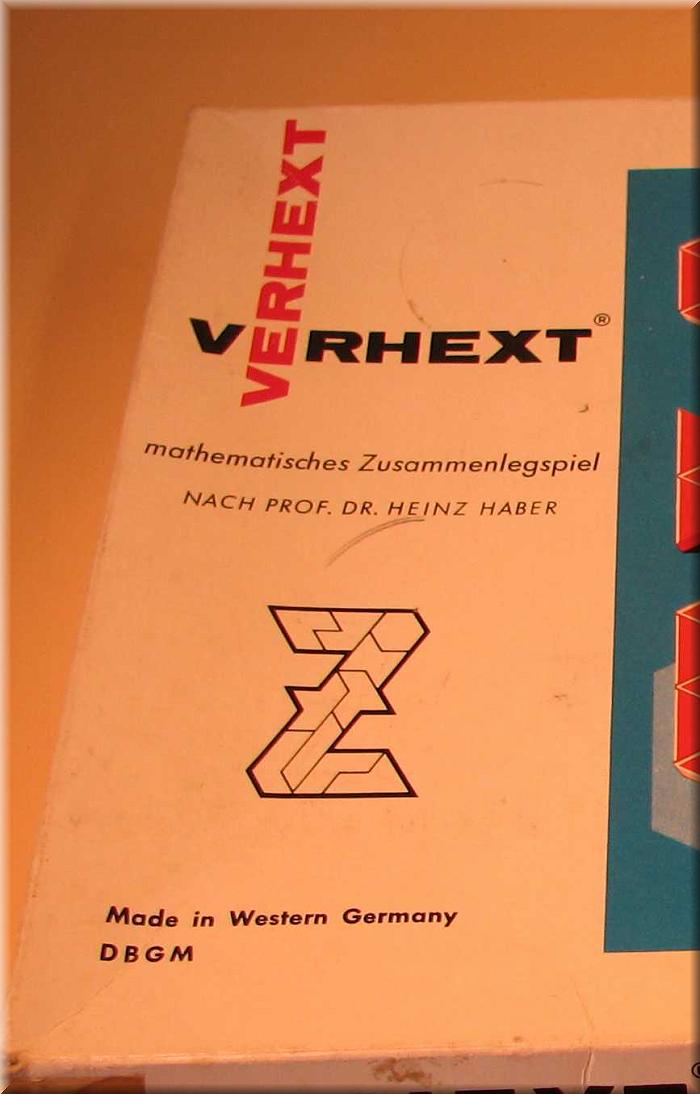 VERHEXT
VERHEXT®
mathematisches Zusammenlegspiel
NACH PROF. DR. HEINZ HABER
Made in Western Germany
DBGM